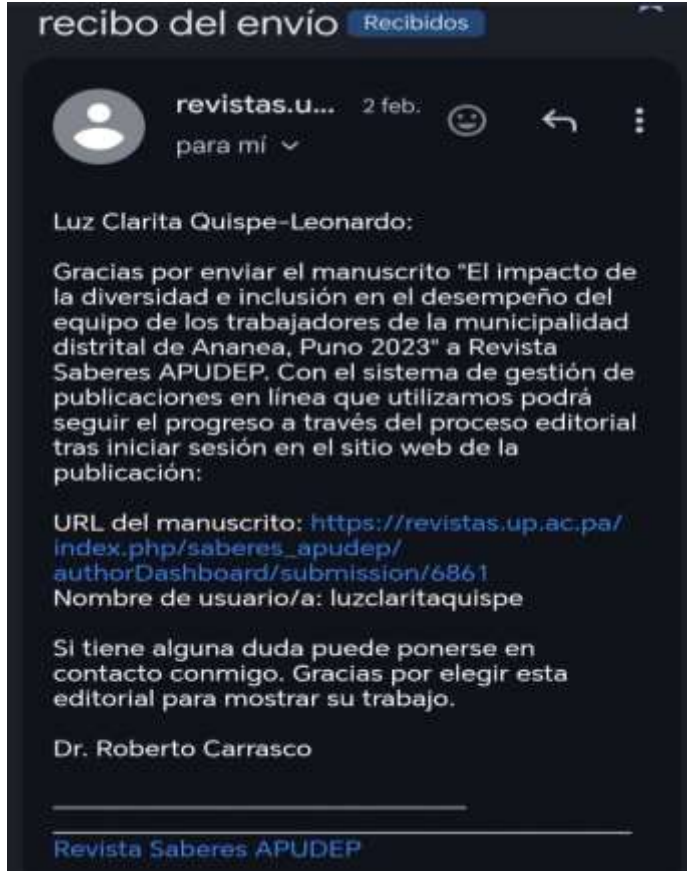 recibo del envío Recibidos
revistas.u... 2 feb.
para mí
Luz Clarita Quispe-Leonardo:
Gracias por enviar el manuscrito "El impacto de
la diversidad e inclusión en el desempeño del
equipo de los trabajadores de la municipalidad
distrital de Ananea, Puno 2023" a Revista
Saberes APUDEP. Con el sistema de gestión de
publicaciones en línea que utilizamos podrá
seguir el progreso a través del proceso editorial
tras iniciar sesión en el sitio web de la
publicación:
URL del manuscrito: https://revistas.up.ac.pa/
index.php/saberes_apudep/
authorDashboard/submission/6861
Nombre de usuario/a: luzclaritaquispe
Si tiene alguna duda puede ponerse en
contacto conmigo. Gracias por elegir esta
editorial para mostrar su trabajo.
Dr. Roberto Carrasco
Revista Saberes APUDEP